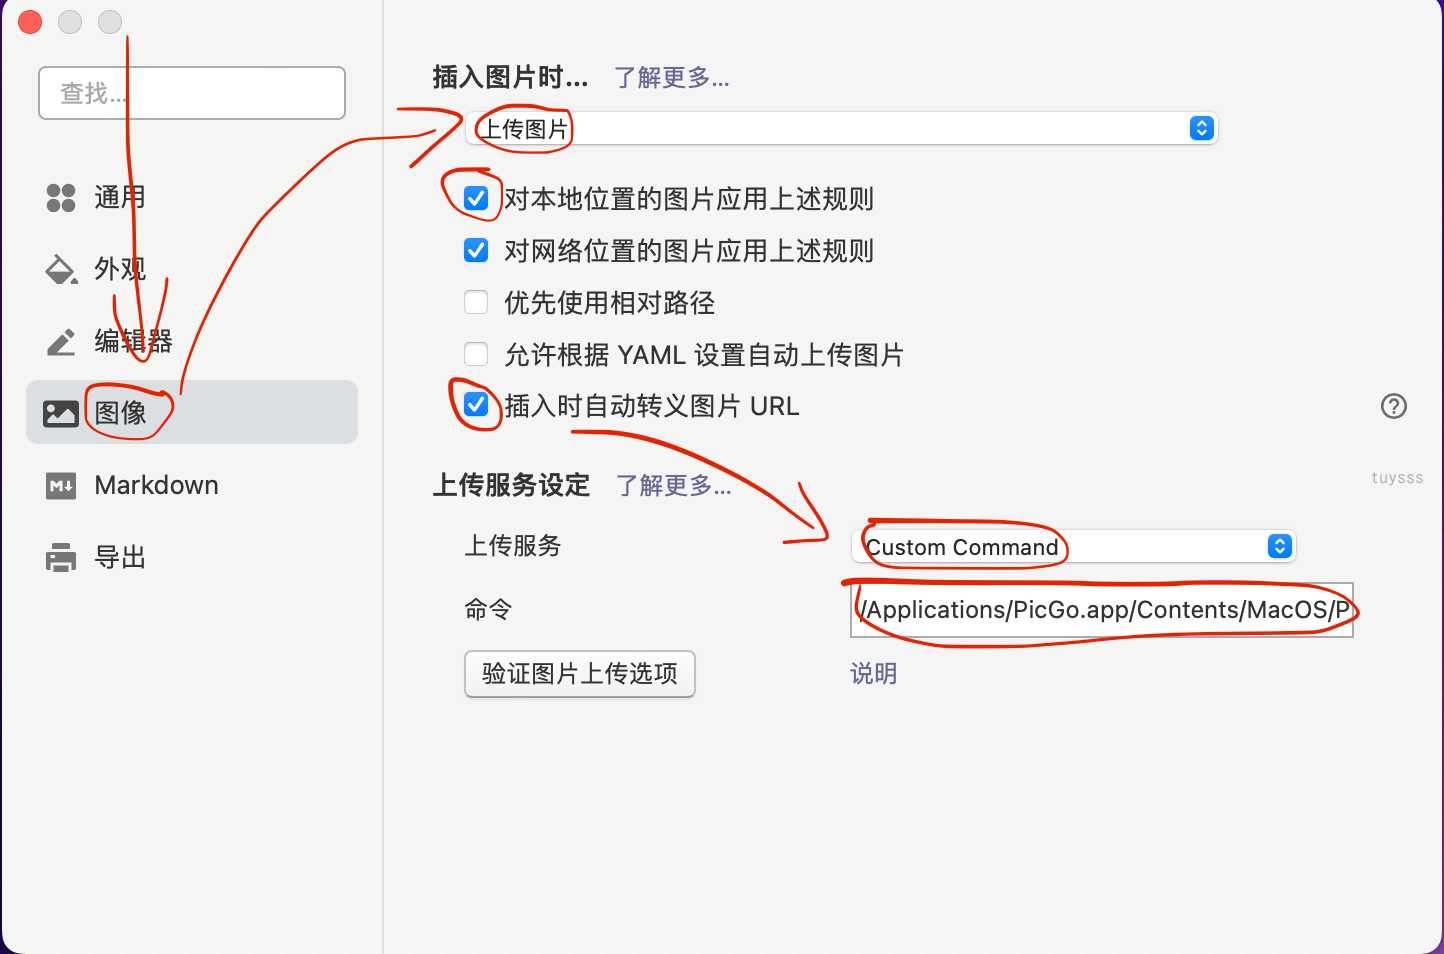 查找...
通用
外观
编辑器
图像
Markdown
导出
插入图片时... 了解更多...
上传图片
对本地位置的图片应用上述规则
对网络位置的图片应用上述规则
优先使用相对路径
允许根据 YAML 设置自动上传图片
插入时自动转义图片 URL
上传服务设定 了解更多...
tuysss
上传服务 Custom Command
命令 /Applications/PicGo.app/Contents/MacOS/P
验证图片上传选项 说明